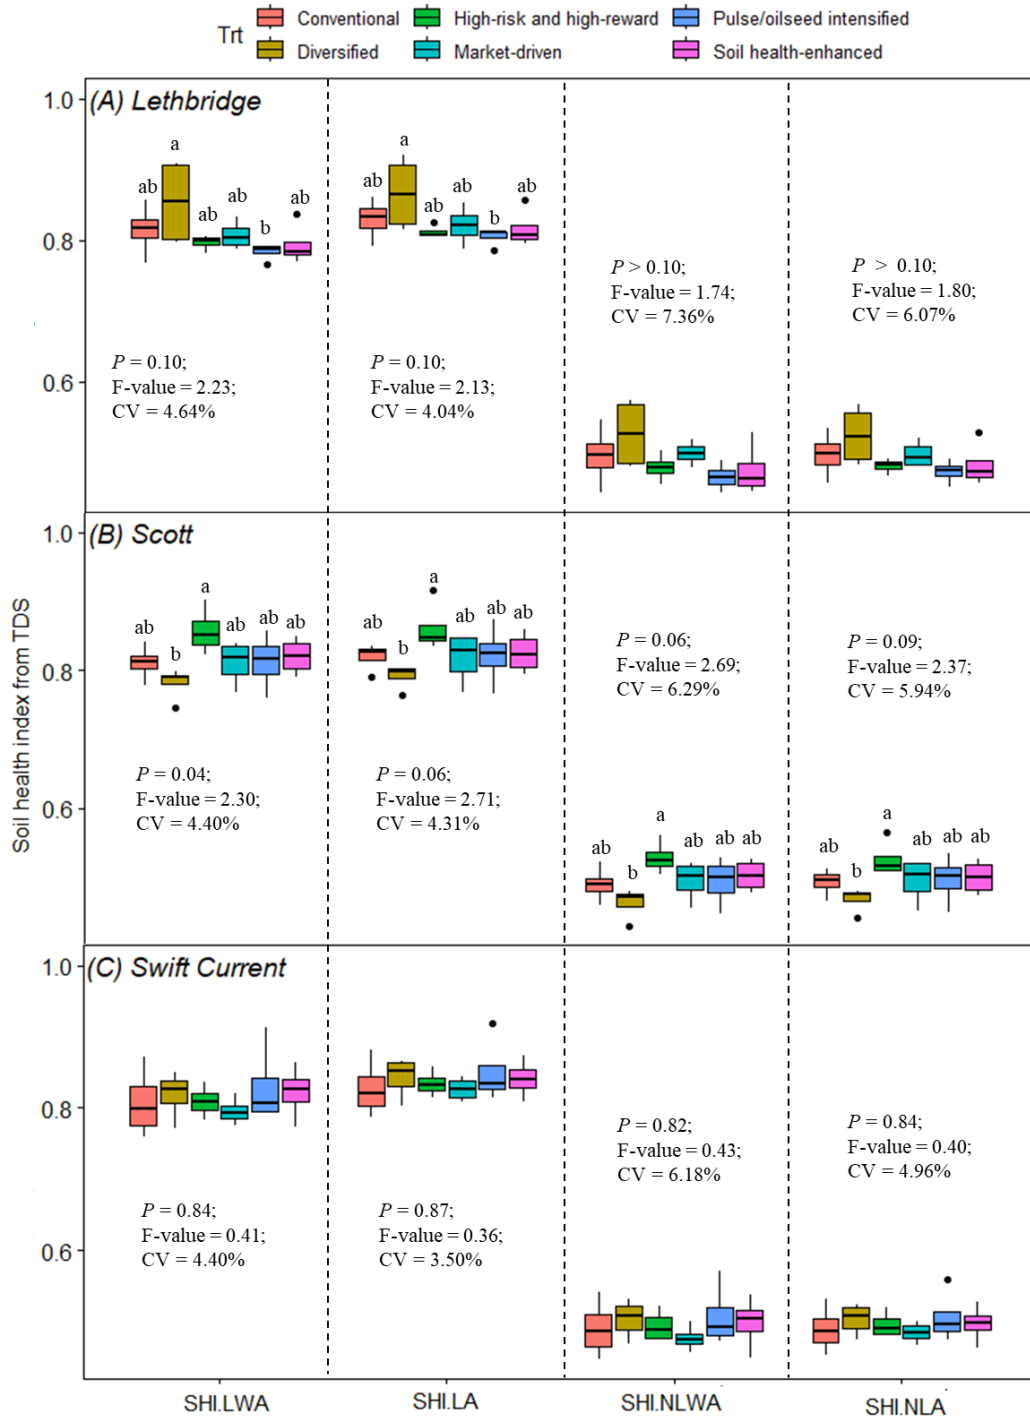 Trt
Conventional
High-risk and high-reward
Pulse/oilseed intensified
Diversified
Market-driven
Soil health-enhanced
Soil health index from TDS
(A) Lethbridge
1.0
0.8
0.6
ab
a
ab
ab
b
ab
P = 0.10;
F-value = 2.23;
CV = 4.64%
ab
a
ab
ab
b
ab
P = 0.10;
F-value = 2.13;
CV = 4.04%
P > 0.10;
F-value = 1.74;
CV = 7.36%
P > 0.10;
F-value = 1.80;
CV = 6.07%
(B) Scott
1.0
0.8
0.6
ab
b
a
ab
ab
ab
P = 0.04;
F-value = 2.30;
CV = 4.40%
ab
b
a
ab
ab
ab
P = 0.06;
F-value = 2.71;
CV = 4.31%
P = 0.06;
F-value = 2.69;
CV = 6.29%
ab
b
a
ab
ab
ab
P = 0.09;
F-value = 2.37;
CV = 5.94%
ab
b
a
ab
ab
ab
(C) Swift Current
1.0
0.8
0.6
P = 0.84;
F-value = 0.41;
CV = 4.40%
P = 0.87;
F-value = 0.36;
CV = 3.50%
P = 0.82;
F-value = 0.43;
CV = 6.18%
P = 0.84;
F-value = 0.40;
CV = 4.96%
SHI.LWA
SHI.LA
SHI.NLWA
SHI.NLA